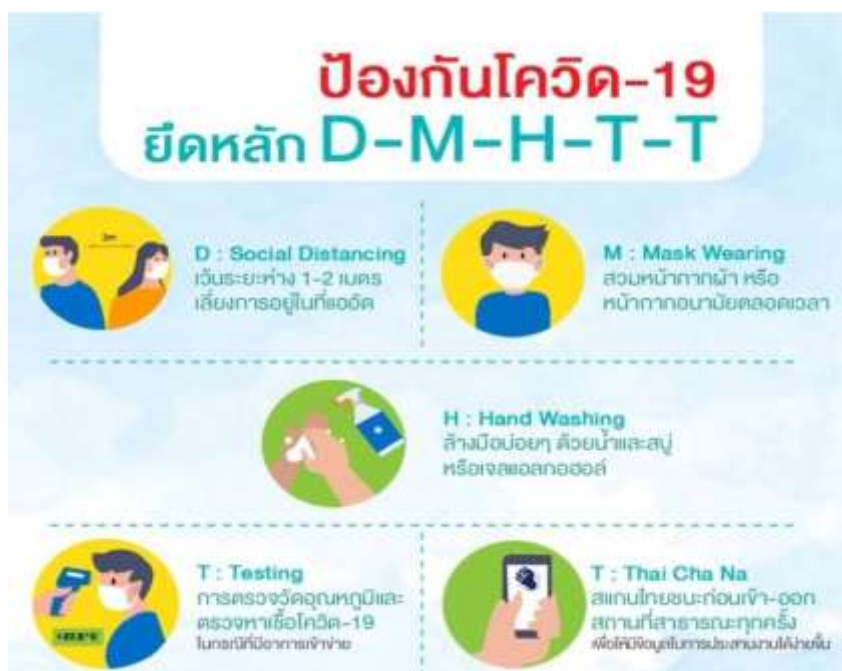 ป้องกันโควิด-19
ยึดหลัก D-M-H-T-T
D : Social Distancing
เว้นระยะห่าง 1-2 เมตร
เลี่ยงการอยู่ในที่แออัด
M : Mask Wearing
สวมหน้ากากผ้า หรือ
หน้ากากอนามัยตลอดเวลา
H : Hand Washing
ล้างมือบ่อยๆ ด้วยน้ำและสบู่
หรือเจลแอลกอฮอล์
T : Testing
การตรวจวัดอุณหภูมิและ
ตรวจหาเชื้อโควิด-19
ในกรณีที่มีอาการเข้าข่าย
T : Thai Cha Na
สแกนไทยชนะก่อนเข้า-ออก
สถานที่สาธารณะทุกครั้ง
เพื่อให้มีข้อมูลในการประสานงานได้ง่ายขึ้น